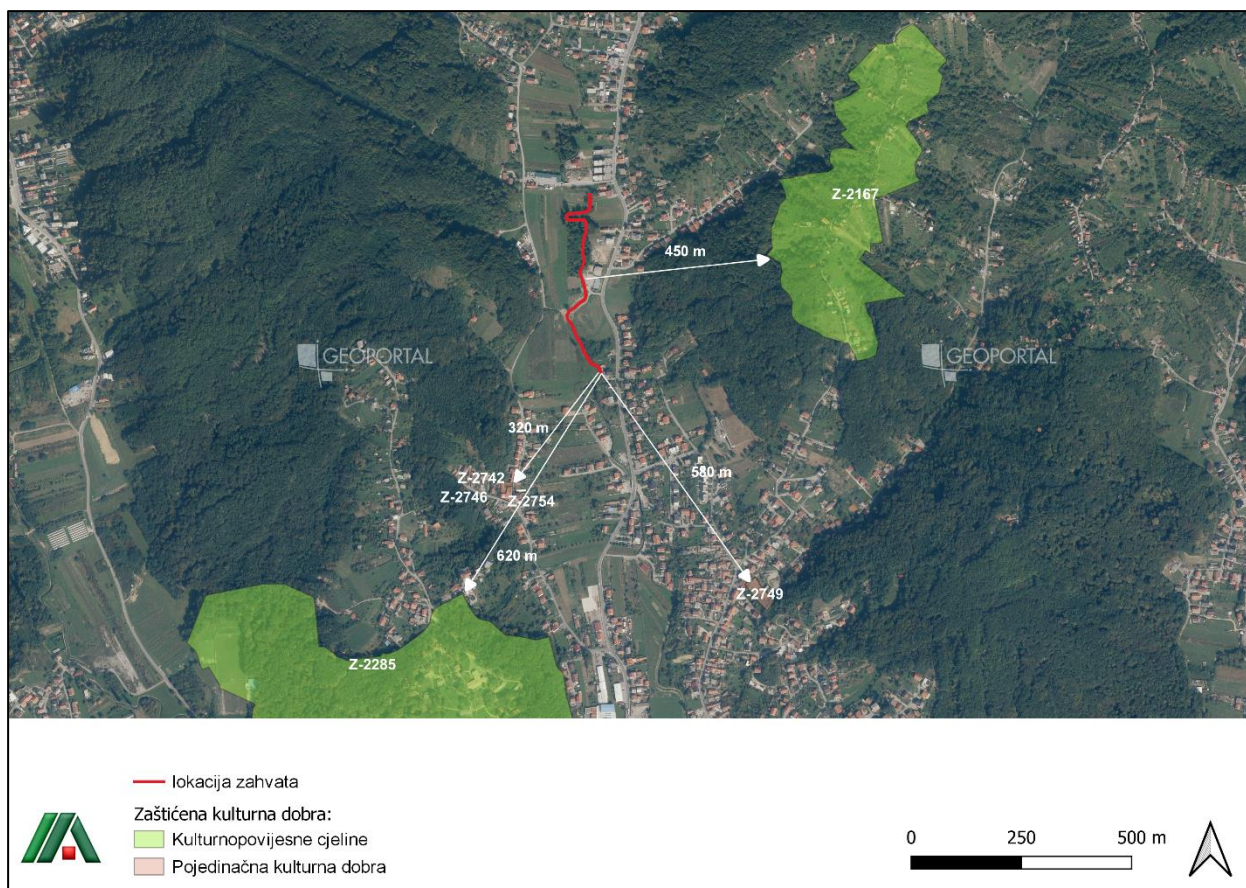 Z-2167
450 m
GEOPORTAL
GEOPORTAL
320 m
Z-2742
580 m
Z-2746
Z-2754
620 m
Z-2749
Z-2285
lokacija zahvata
Zaštićena kulturna dobra:
Kulturnopovijesne cjeline
Pojedinačna kulturna dobra
0 250 500 m